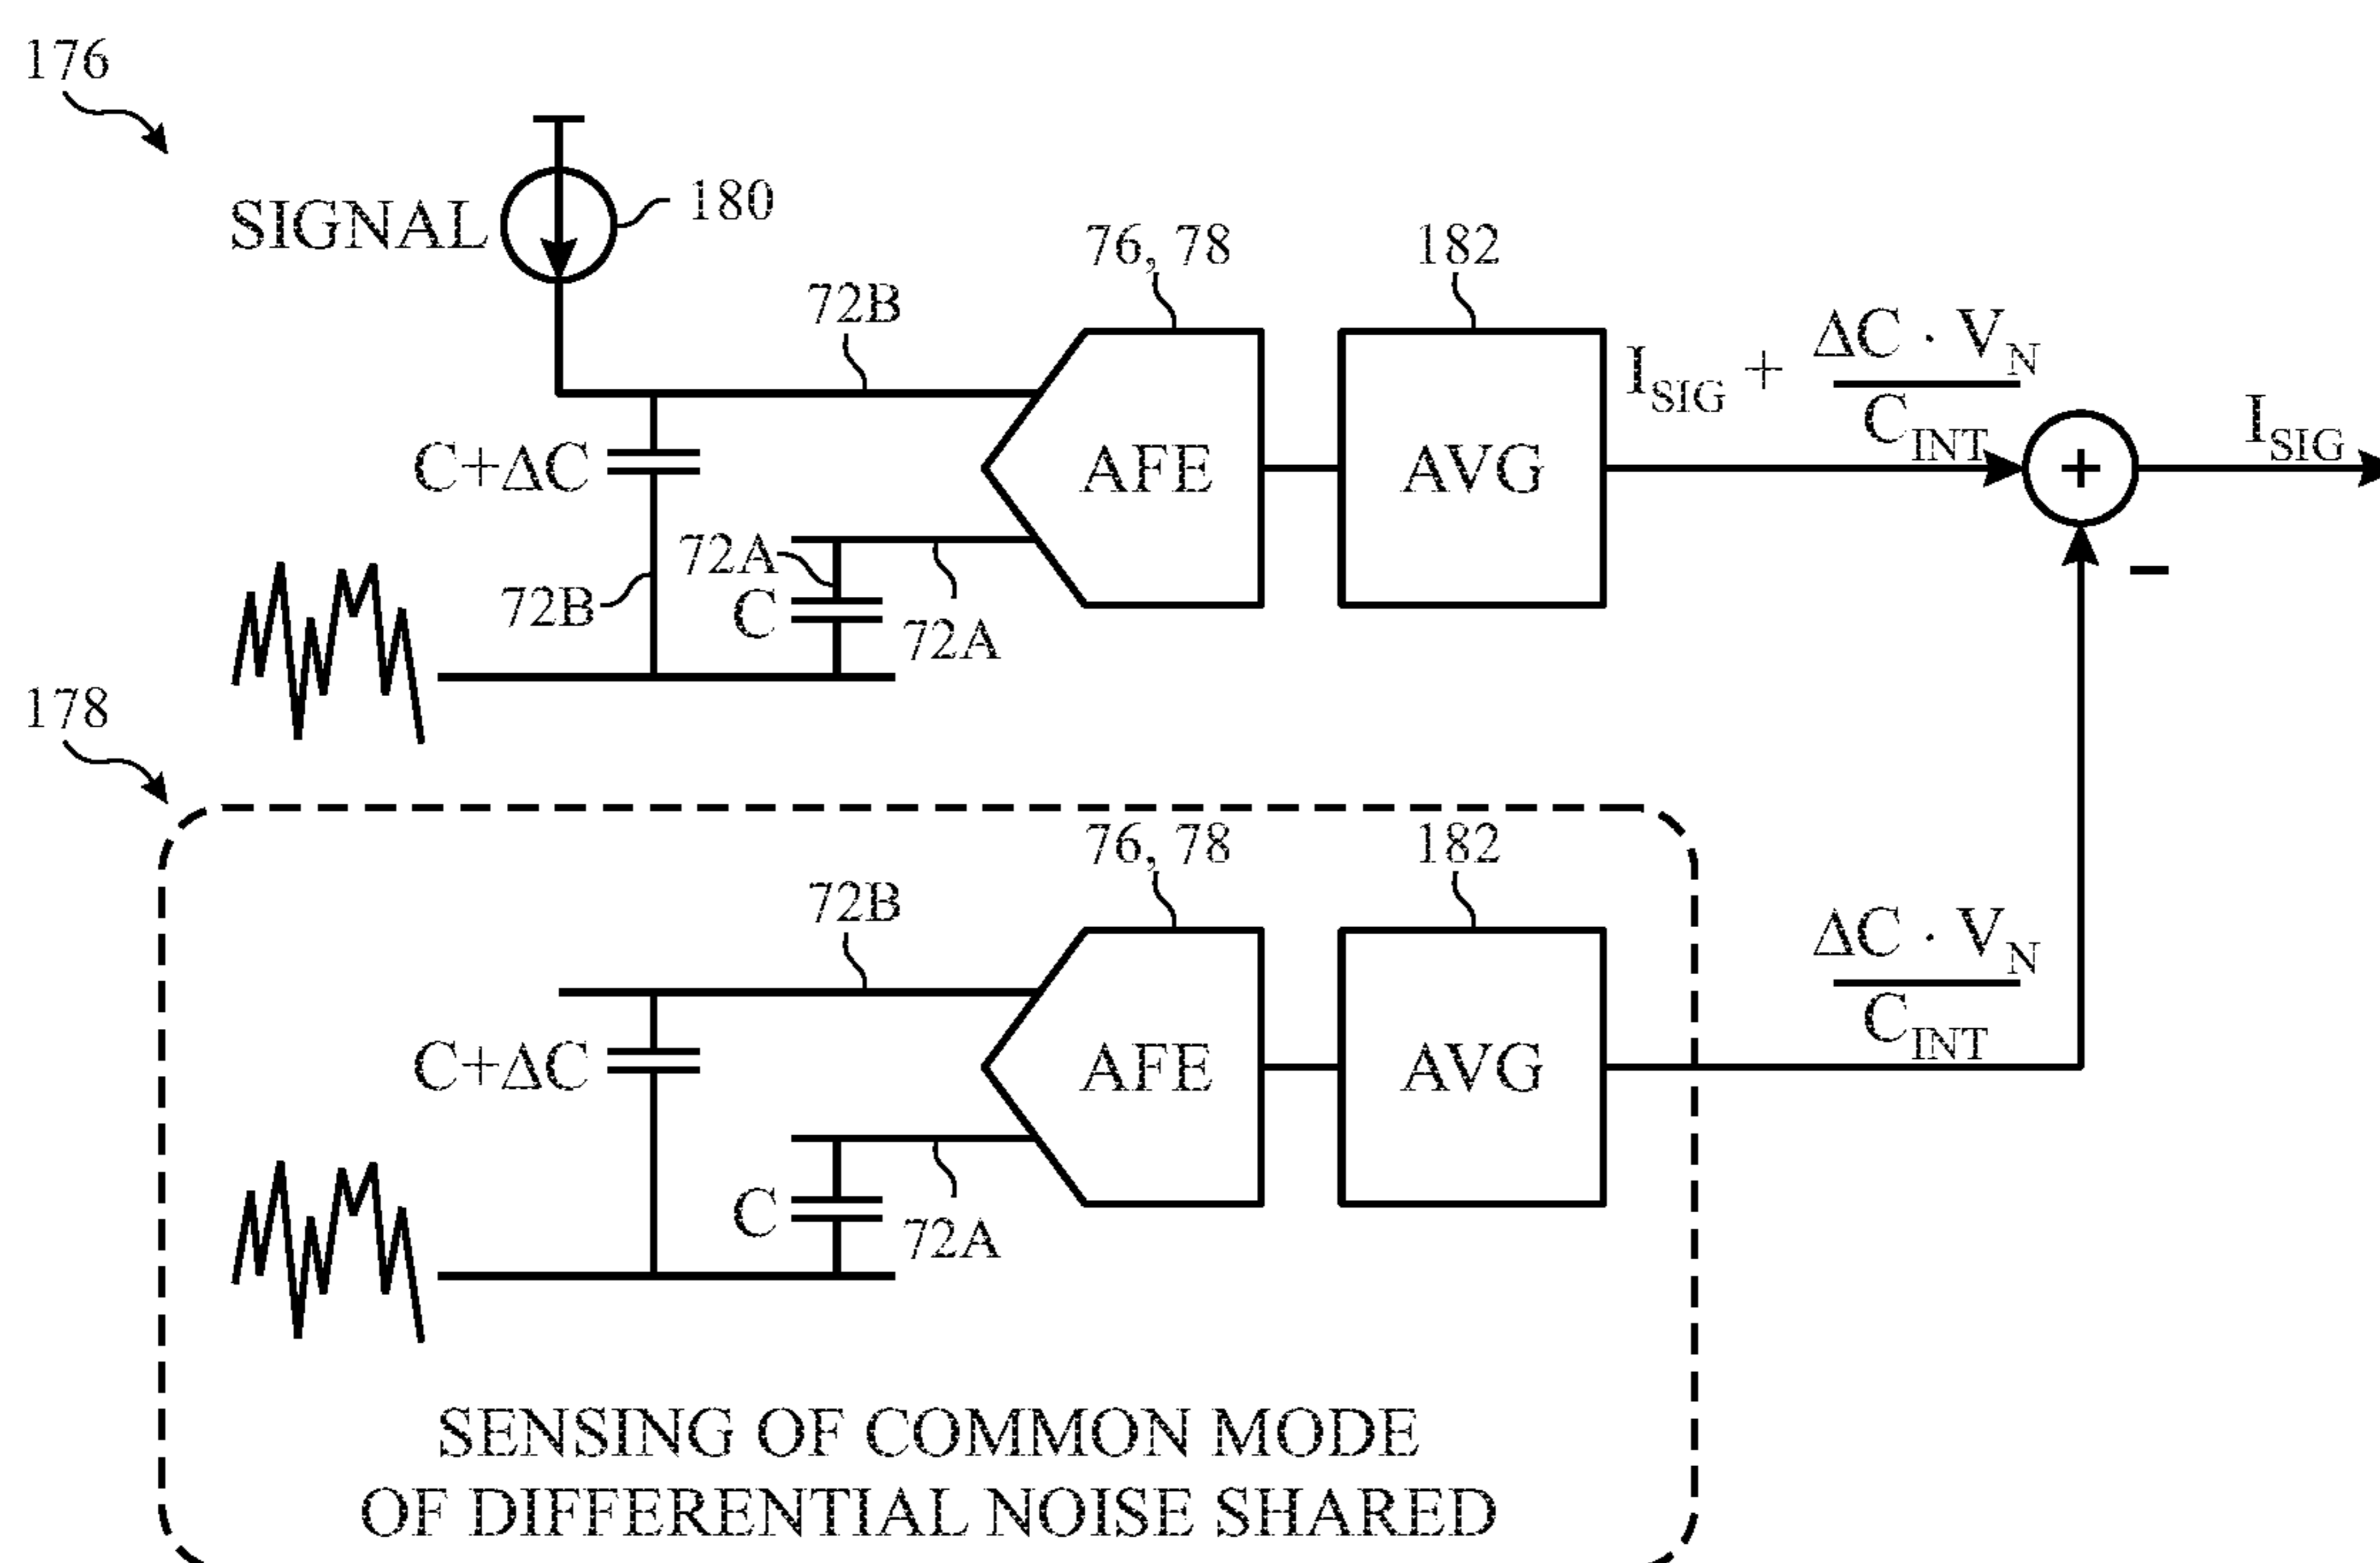 176
SIGNAL
180
72B
76, 78
182
I_SIG + ΔC · V_N / C_INT
I_SIG
C+ΔC
AFE
AVG
+
72A
C
72B
72A
−
178
72B
76, 78
182
ΔC · V_N / C_INT
C+ΔC
AFE
AVG
C
72A
SENSING OF COMMON MODE
OF DIFFERENTIAL NOISE SHARED